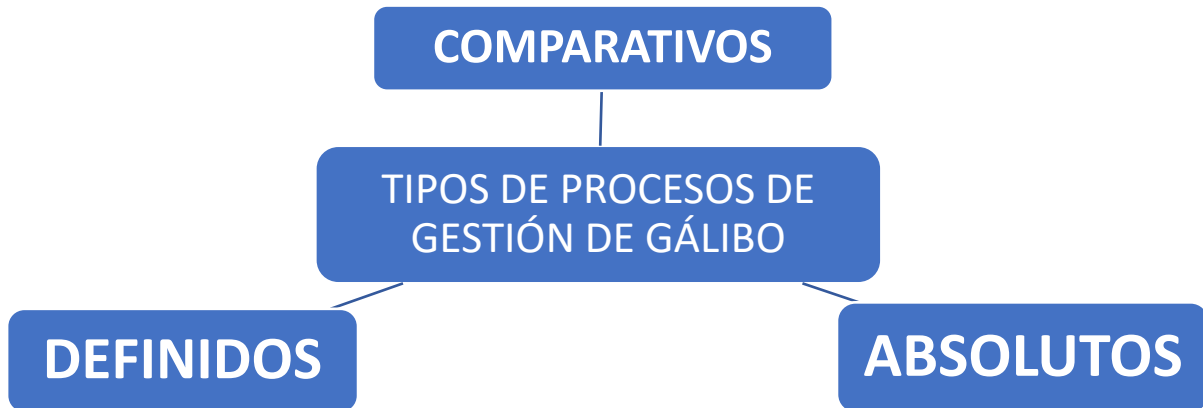 COMPARATIVOS
TIPOS DE PROCESOS DE
GESTIÓN DE GÁLIBO
DEFINIDOS
ABSOLUTOS